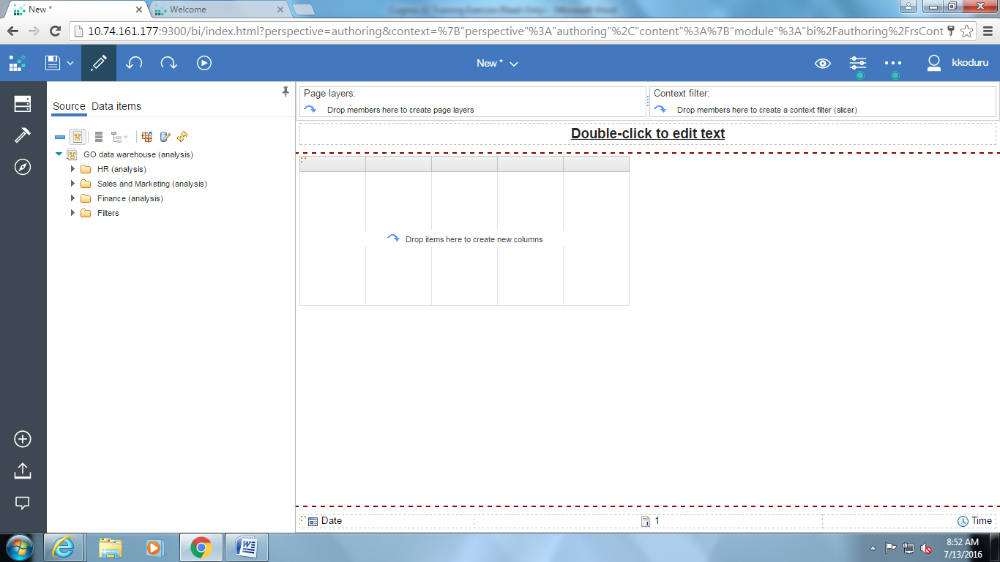 New *
Welcome
10.74.161.177:9300/bi/index.html?perspective=authoring&context=%7B"perspective"%3A"authoring"%2C"content"%3A%7B"module"%3A"bi%2Fauthoring%2FrsCont
New *
kkoduru
Source Data items
GO data warehouse (analysis)
HR (analysis)
Sales and Marketing (analysis)
Finance (analysis)
Filters
Page layers:
Drop members here to create page layers
Context filter:
Drop members here to create a context filter (slicer)
Double-click to edit text
Drop items here to create new columns
Date
1
Time
8:52 AM
7/13/2016